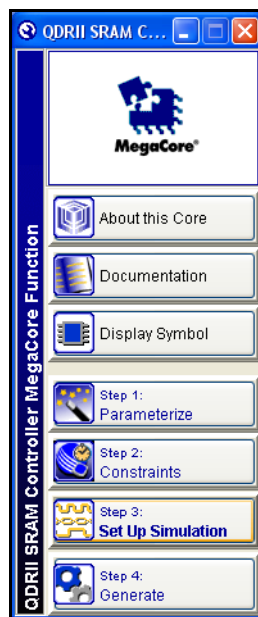 QDRII SRAM C...
QDRII SRAM Controller MegaCore Function
MegaCore®
About this Core
Documentation
Display Symbol
Step 1:
Parameterize
Step 2:
Constraints
Step 3:
Set Up Simulation
Step 4:
Generate